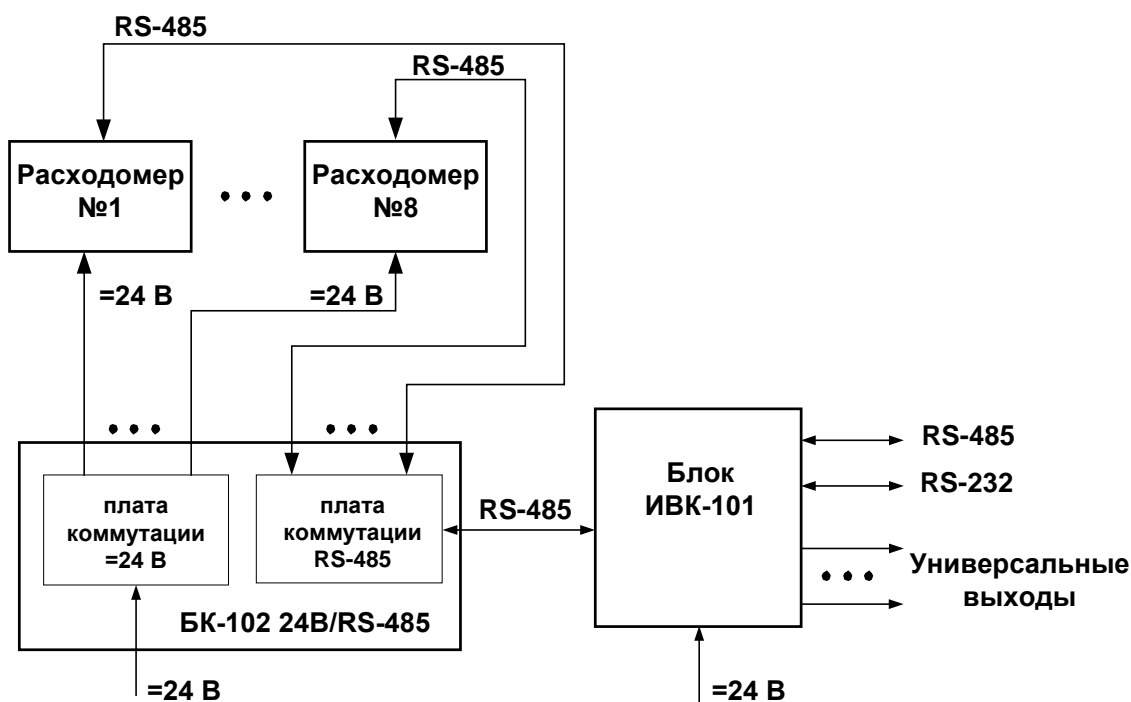 RS-485
RS-485
Расходомер
№1
Расходомер
№8
=24 В
=24 В
плата
коммутации
=24 В
плата
коммутации
RS-485
БК-102 24В/RS-485
=24 В
RS-485
Блок
ИВК-101
RS-485
RS-232
Универсальные
выходы
=24 В